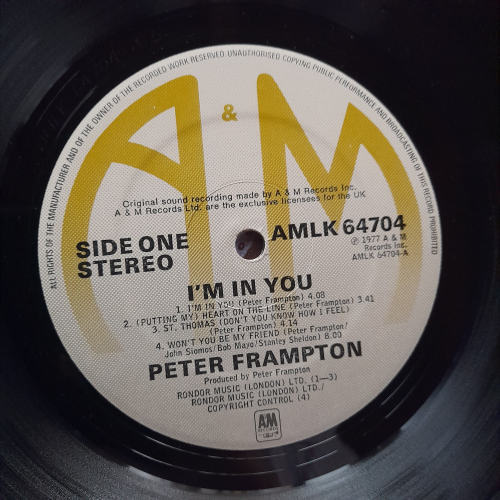 ALL RIGHTS OF THE MANUFACTURER AND OF THE OWNER OF THE RECORDED WORK RESERVED. UNAUTHORISED COPYING PUBLIC PERFORMANCE AND BROADCASTING OF THIS RECORD PROHIBITED
A & M
Original sound recording made by A & M Records Inc.
A & M Records Ltd. are the exclusive licensees for the UK
SIDE ONE
STEREO
AMLK 64704
℗ 1977 A & M
Records Inc.
AMLK 64704-A
I'M IN YOU
1. I'M IN YOU (Peter Frampton) 4.08
2. (PUTTING MY) HEART ON THE LINE (Peter Frampton) 3.41
3. ST. THOMAS (DON'T YOU KNOW HOW I FEEL)
(Peter Frampton) 4.14
4. WON'T YOU BE MY FRIEND (Peter Frampton/
John Siomos/Bob Mayo/Stanley Sheldon) 8.00
PETER FRAMPTON
Produced by Peter Frampton
RONDOR MUSIC (LONDON) LTD. (1—3)
RONDOR MUSIC (LONDON) LTD./
COPYRIGHT CONTROL (4)
A&M
RECORDS